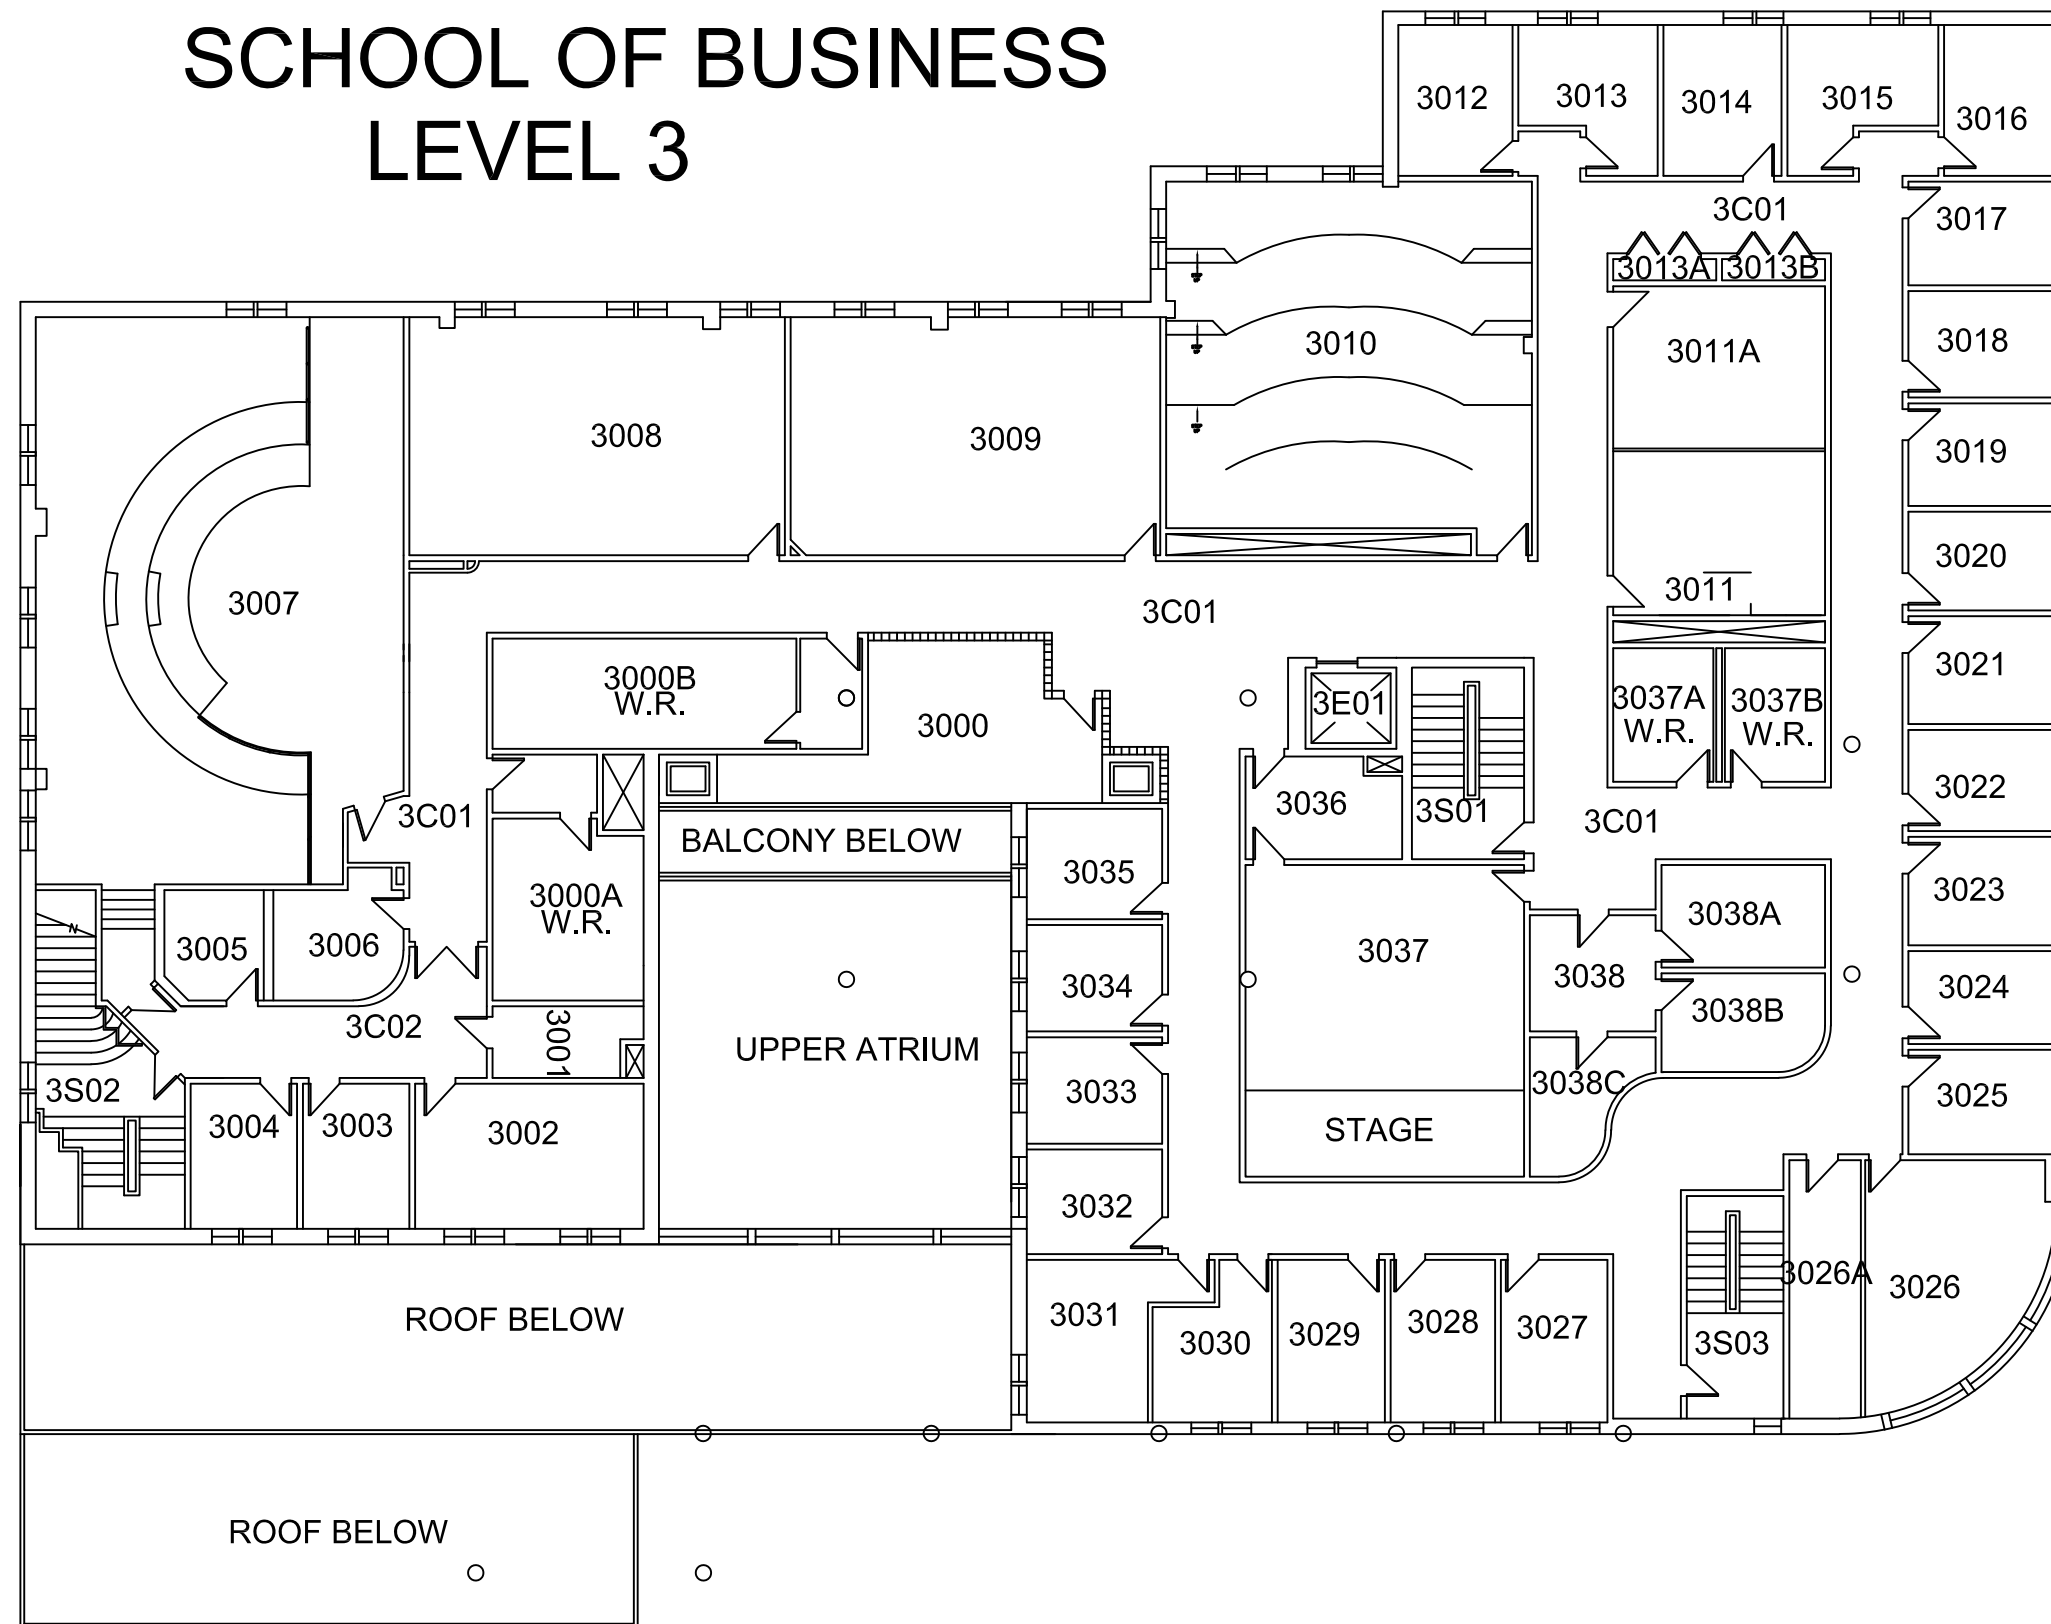 SCHOOL OF BUSINESS
LEVEL 3
3012
3013
3014
3015
3016
3C01
3017
3013A
3013B
3010
3011A
3018
3008
3009
3019
3020
3007
3C01
3011
3021
3000B
W.R.
3000
3E01
3037A
W.R.
3037B
W.R.
3022
3C01
BALCONY BELOW
3036
3S01
3C01
3035
3000A
W.R.
3023
3038A
3005
3006
3037
3038
3034
3024
3038B
3C02
3001
UPPER ATRIUM
3S02
3033
3038C
3025
3004
3003
3002
STAGE
3032
3026A
3026
ROOF BELOW
3031
3030
3029
3028
3027
3S03
ROOF BELOW